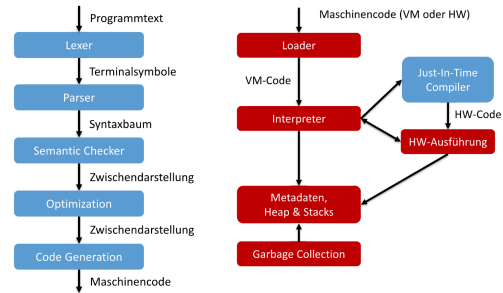 Programmtext
Lexer
Terminalsymbole
Parser
Syntaxbaum
Semantic Checker
Zwischendarstellung
Optimization
Zwischendarstellung
Code Generation
Maschinencode
Maschinencode (VM oder HW)
Loader
VM-Code
Interpreter
Just-In-Time
Compiler
HW-Code
HW-Ausführung
Metadaten,
Heap & Stacks
Garbage Collection